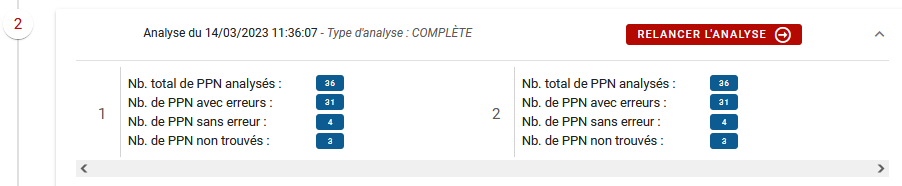 2
Analyse du 14/03/2023 11:36:07 - Type d'analyse : COMPLÈTE
RELANCER L'ANALYSE
1
Nb. total de PPN analysés : 36
Nb. de PPN avec erreurs : 31
Nb. de PPN sans erreur : 4
Nb. de PPN non trouvés : 3
2
Nb. total de PPN analysés : 36
Nb. de PPN avec erreurs : 31
Nb. de PPN sans erreur : 4
Nb. de PPN non trouvés : 3